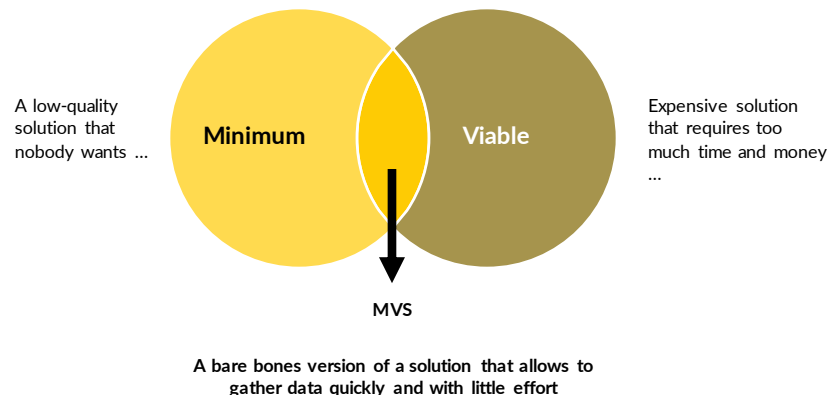 A low-quality
solution that
nobody wants ...
Minimum
Viable
Expensive solution
that requires too
much time and money
...
MVS
A bare bones version of a solution that allows to
gather data quickly and with little effort